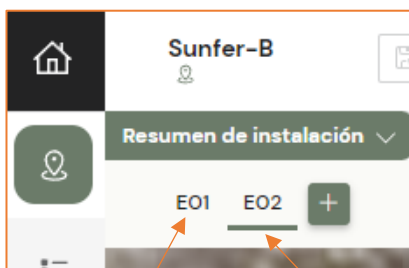 Sunfer-B
Resumen de instalación
EO1 EO2 +